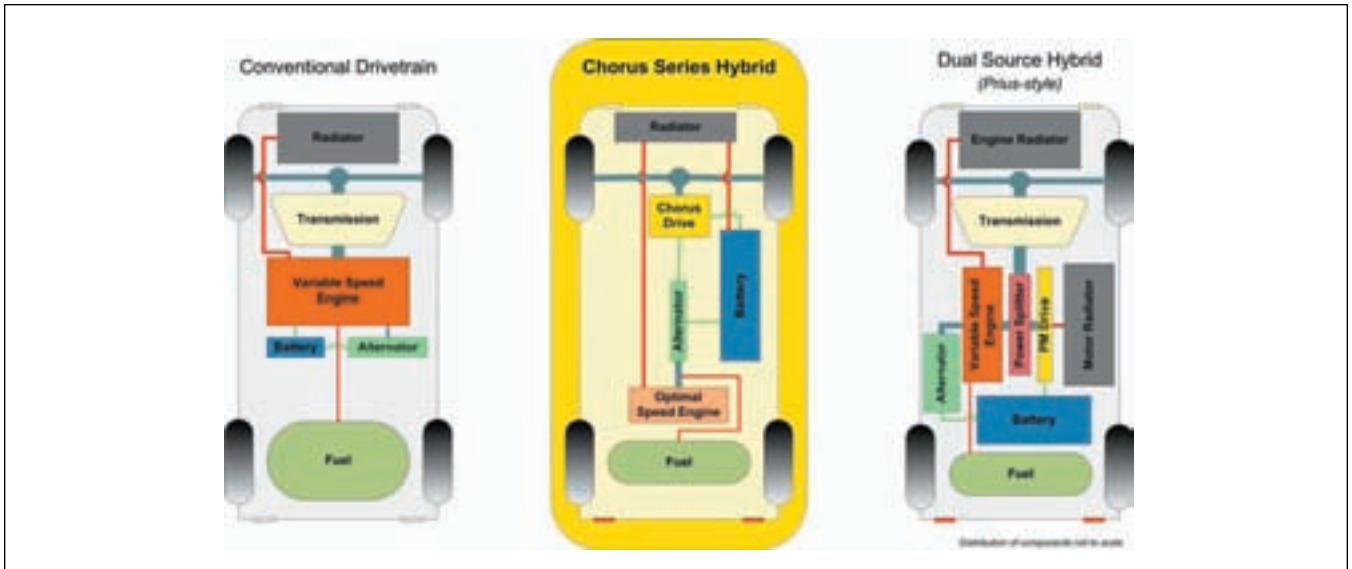 Conventional Drivetrain
Radiator
Transmission
Variable Speed
Engine
Battery
Alternator
Fuel
Chorus Series Hybrid
Radiator
Chorus
Drive
Battery
Alternator
Optimal
Speed Engine
Fuel
Dual Source Hybrid
(Prius-style)
Engine Radiator
Transmission
Variable Speed
Engine
Power Splitter
PM Drive
Motor Radiator
Alternator
Battery
Fuel
Distribution of components not to scale